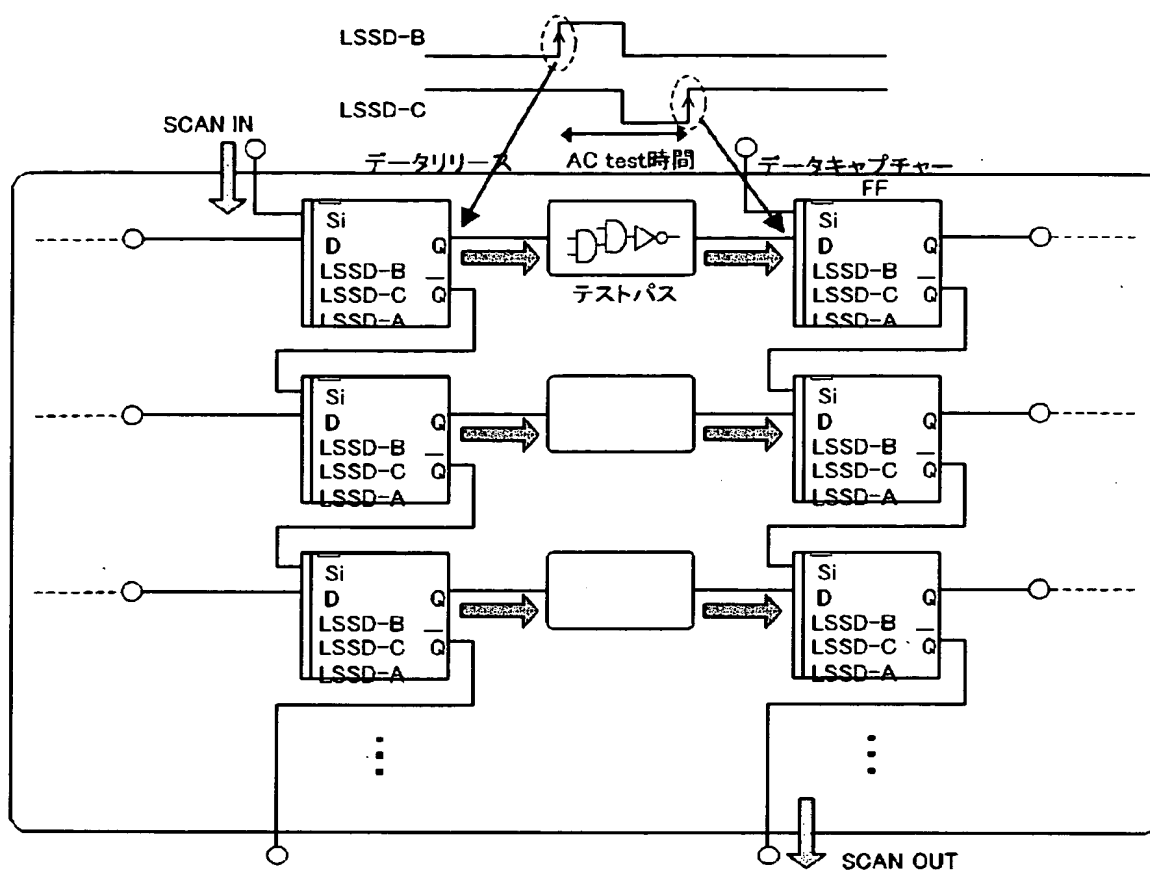 LSSD-B
LSSD-C
SCAN IN
データリリース
AC test時間
データキャプチャー
FF
Si
D Q
LSSD-B
LSSD-C Q
LSSD-A
テストパス
Si
D Q
LSSD-B
LSSD-C Q
LSSD-A
Si
D Q
LSSD-B
LSSD-C Q
LSSD-A
Si
D Q
LSSD-B
LSSD-C Q
LSSD-A
Si
D Q
LSSD-B
LSSD-C Q
LSSD-A
Si
D Q
LSSD-B
LSSD-C Q
LSSD-A
SCAN OUT